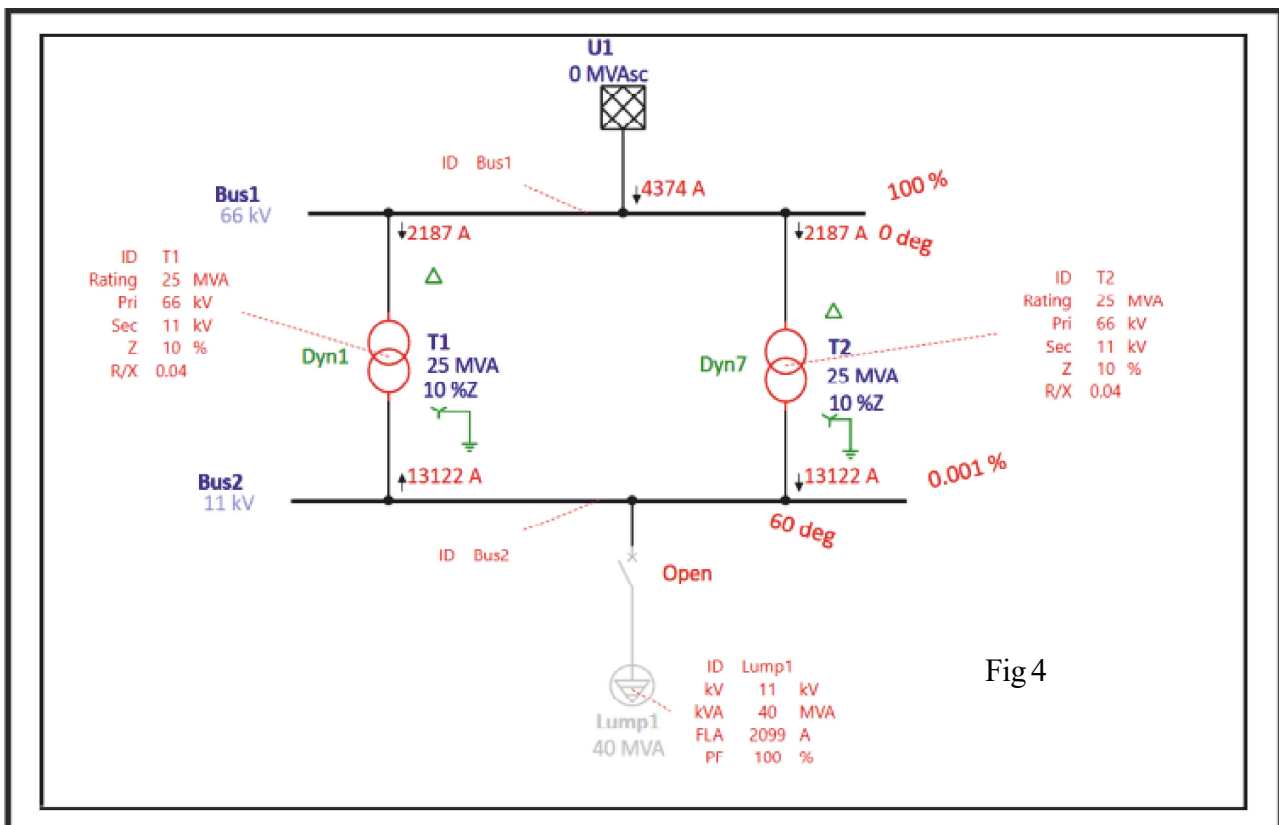 U1
0 MVAsc
ID Bus1
4374 A
100 %
Bus1
66 kV
2187 A
2187 A
0 deg
ID T1
Rating 25 MVA
Pri 66 kV
Sec 11 kV
Z 10 %
R/X 0.04
Dyn1
T1
25 MVA
10 %Z
Dyn7
T2
25 MVA
10 %Z
ID T2
Rating 25 MVA
Pri 66 kV
Sec 11 kV
Z 10 %
R/X 0.04
Bus2
11 kV
13122 A
13122 A
0.001 %
60 deg
ID Bus2
Open
Lump1
40 MVA
ID Lump1
kV 11 kV
kVA 40 MVA
FLA 2099 A
PF 100 %
Fig 4